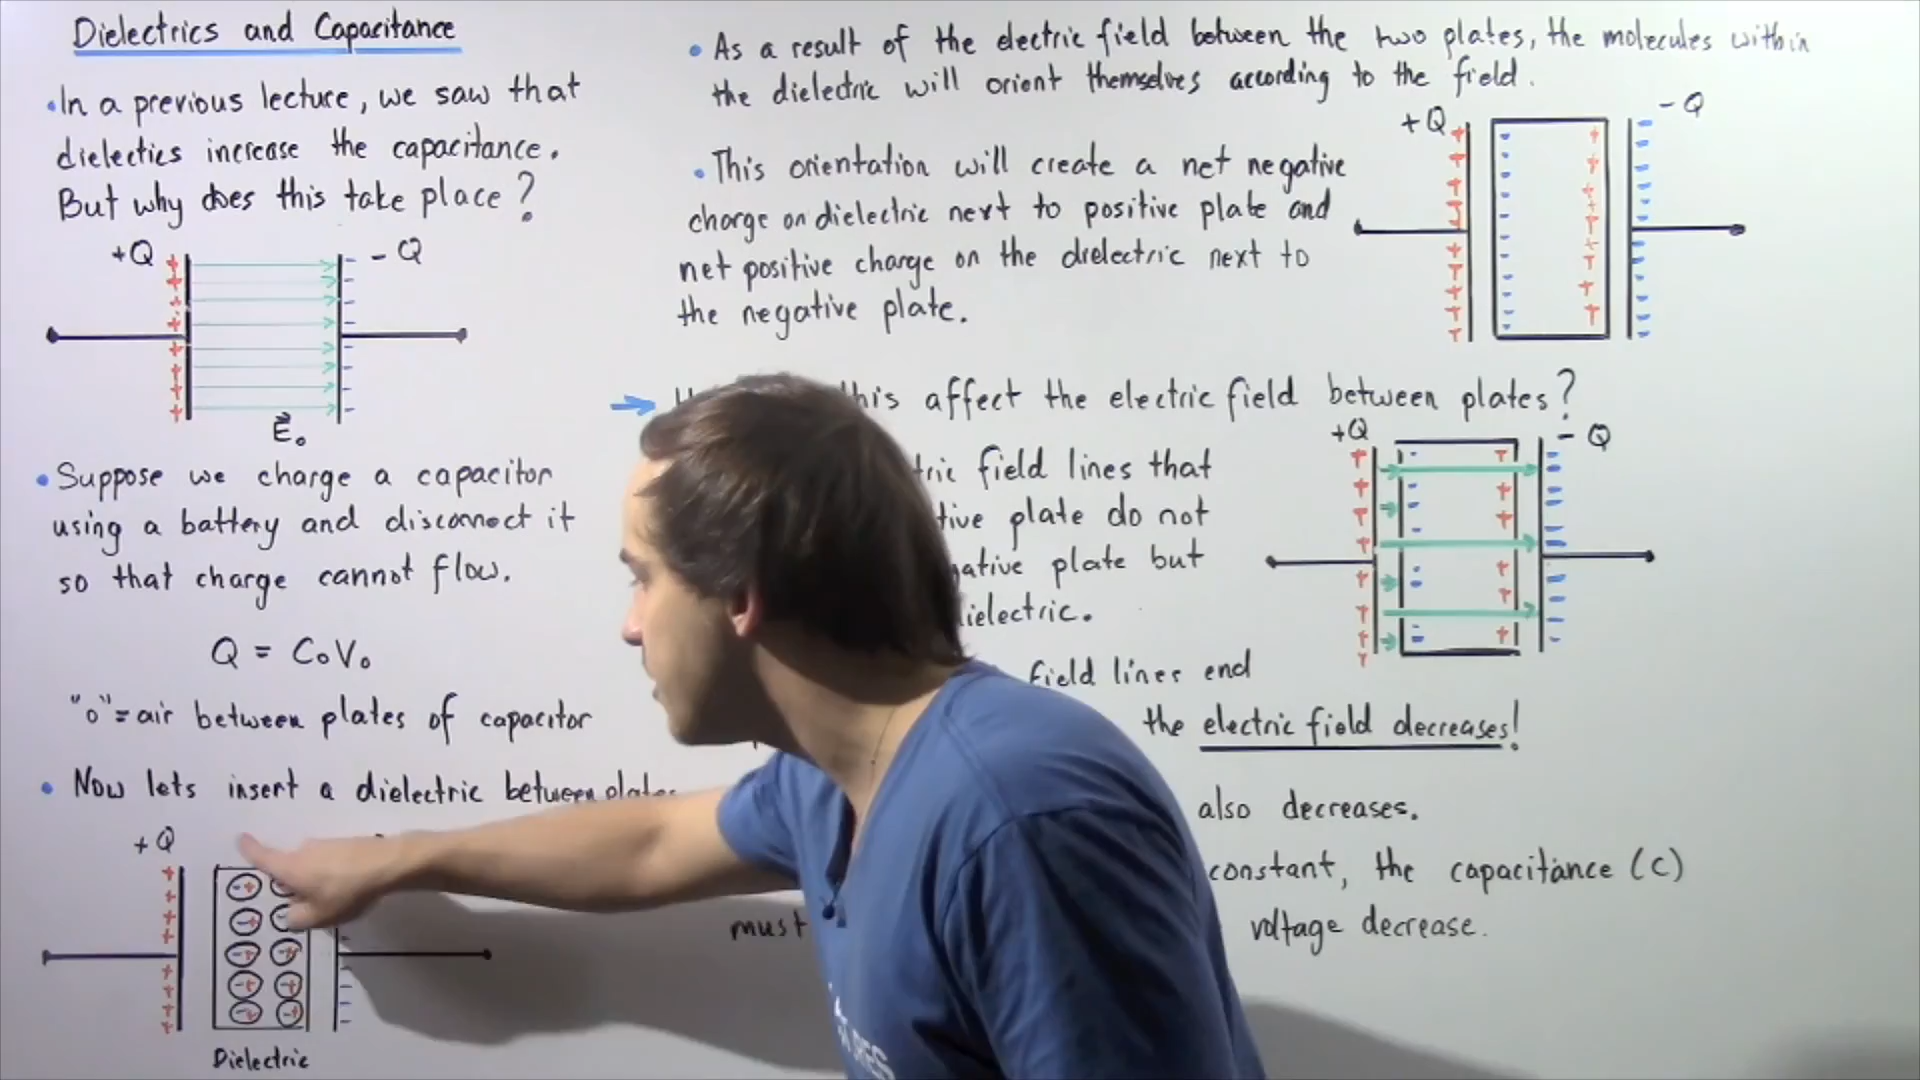 Dielectrics and Capacitance
•In a previous lecture, we saw that
dielectics increase the capacitance.
But why does this take place?
+Q
- Q
E₀
• Suppose we charge a capacitor
using a battery and disconnect it
so that charge cannot flow.
Q = C₀V₀
"o"=air between plates of capacitor
• Now lets insert a dielectric between plates
+ Q
Dielectric
• As a result of the electric field between the two plates, the molecules within
the dielectric will orient themselves according to the field.
• This orientation will create a net negative
charge on dielectric next to positive plate and
net positive charge on the dielectric next to
the negative plate.
+Q
- Q
→ this affect the electric field between plates?
field lines that
plate do not
plate but
dielectric.
field lines end
the electric field decreases!
also decreases.
constant, the capacitance (C)
must voltage decrease.
+Q
- Q